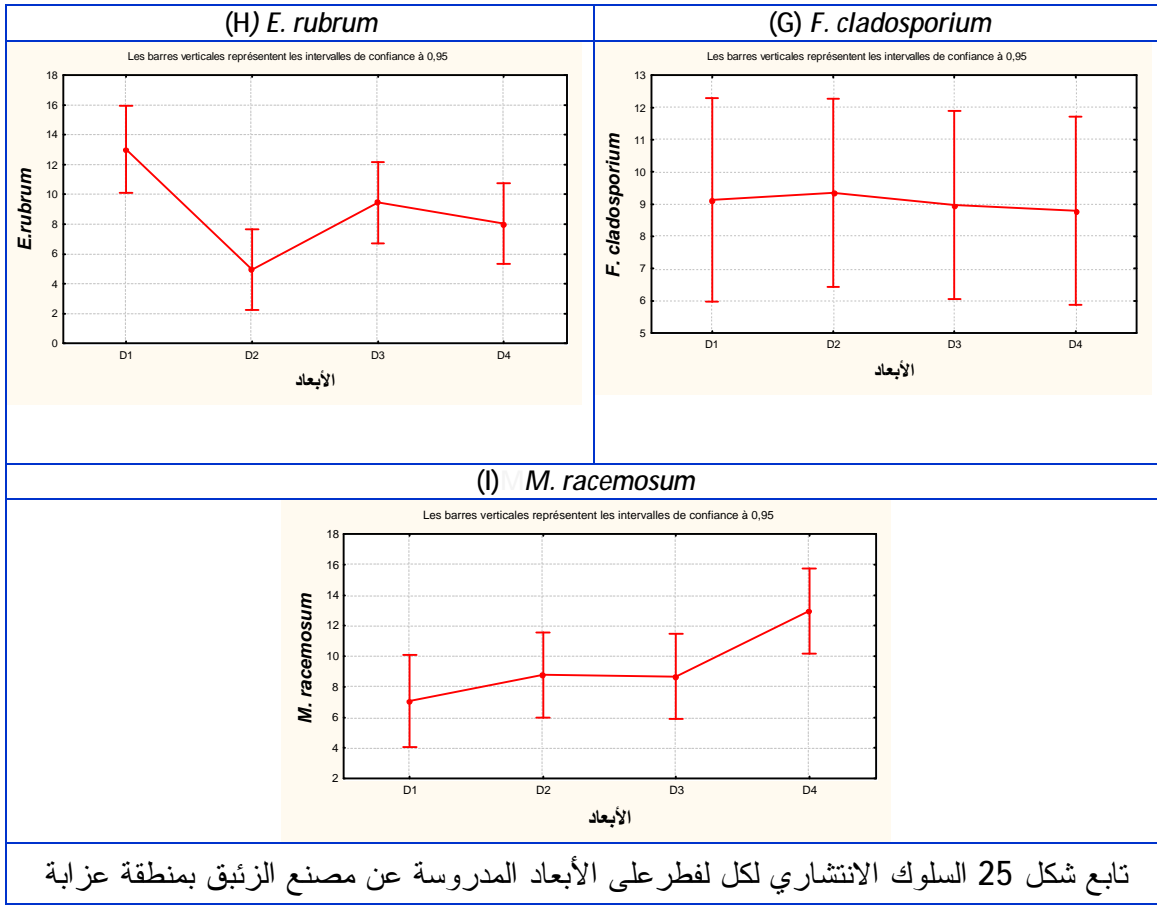 (H) E. rubrum
(G) F. cladosporium
Les barres verticales représentent les intervalles de confiance à 0,95
18
16
14
12
10
8
6
4
2
0
E.rubrum
D1 D2 D3 D4
الأبعاد
Les barres verticales représentent les intervalles de confiance à 0,95
13
12
11
10
9
8
7
6
5
F. cladosporium
D1 D2 D3 D4
الأبعاد
(I) M M. racemosum
Les barres verticales représentent les intervalles de confiance à 0,95
18
16
14
12
10
8
6
4
2
M. racemosum
D1 D2 D3 D4
الأبعاد
تابع شكل 25 السلوك الانتشاري لكل لفطرعلى الأبعاد المدروسة عن مصنع الزئبق بمنطقة عزابة